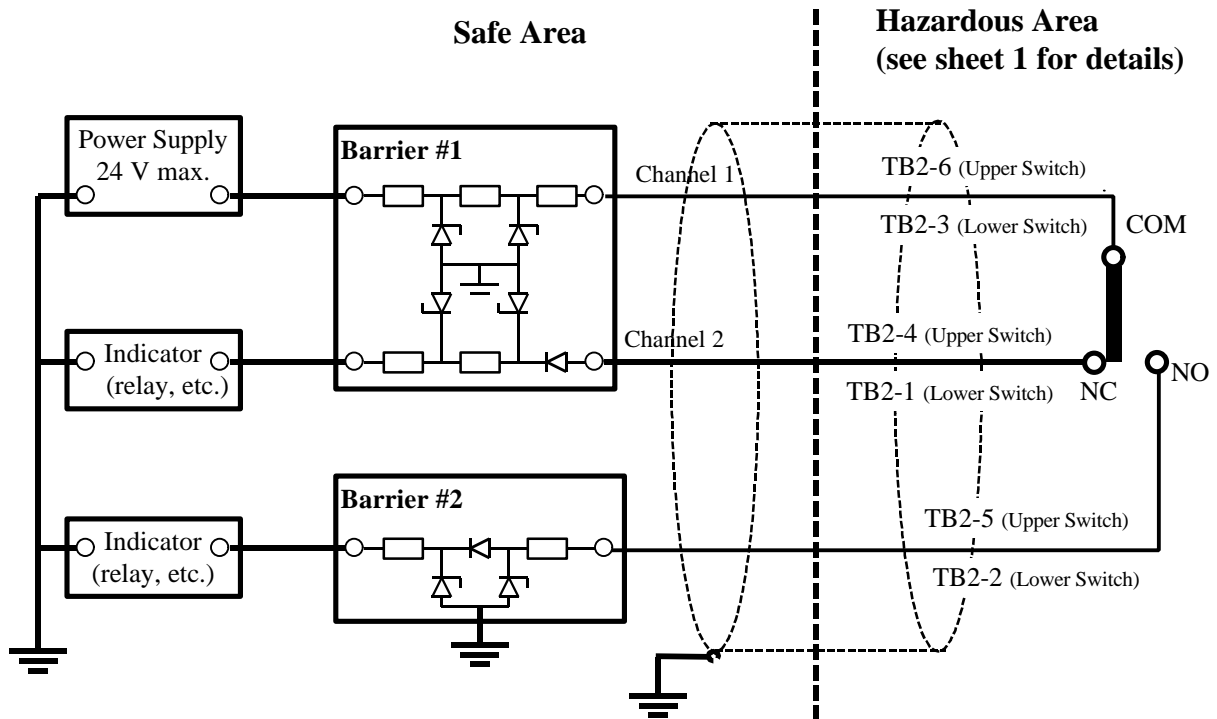 Safe Area
Hazardous Area
(see sheet 1 for details)
Power Supply
24 V max.
Barrier #1
Channel 1
TB2-6 (Upper Switch)
TB2-3 (Lower Switch)
COM
Indicator
(relay, etc.)
Channel 2
TB2-4 (Upper Switch)
TB2-1 (Lower Switch)
NC
NO
Barrier #2
Indicator
(relay, etc.)
TB2-5 (Upper Switch)
TB2-2 (Lower Switch)